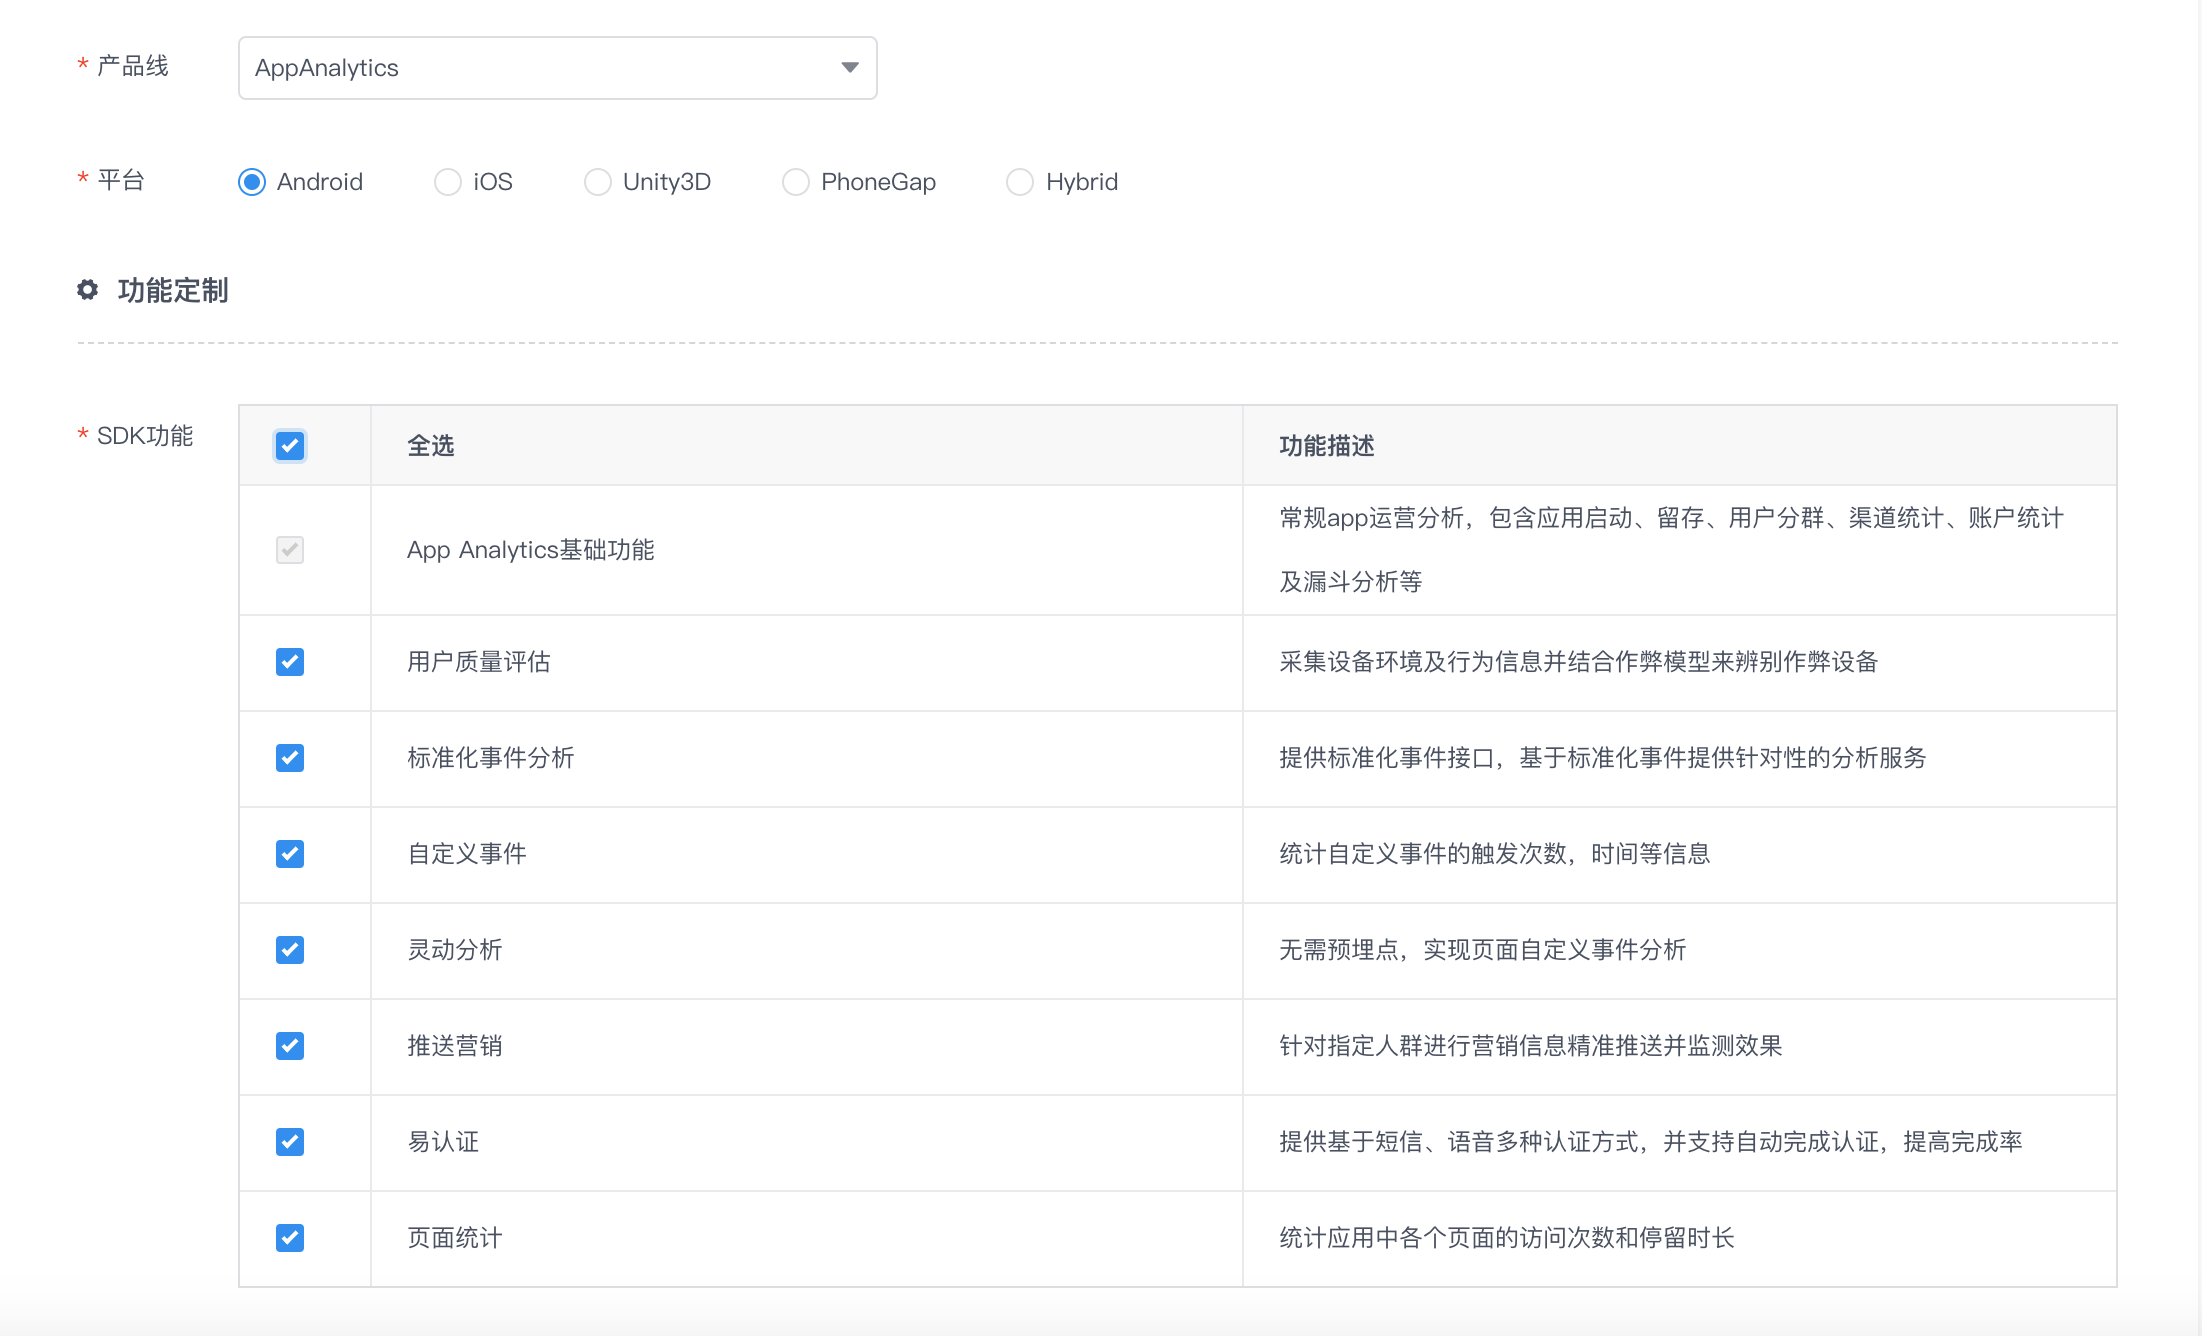 * 产品线
AppAnalytics
* 平台
Android
iOS
Unity3D
PhoneGap
Hybrid
功能定制
* SDK功能
全选
功能描述
App Analytics基础功能
常规app运营分析，包含应用启动、留存、用户分群、渠道统计、账户统计
及漏斗分析等
用户质量评估
采集设备环境及行为信息并结合作弊模型来辨别作弊设备
标准化事件分析
提供标准化事件接口，基于标准化事件提供针对性的分析服务
自定义事件
统计自定义事件的触发次数，时间等信息
灵动分析
无需预埋点，实现页面自定义事件分析
推送营销
针对指定人群进行营销信息精准推送并监测效果
易认证
提供基于短信、语音多种认证方式，并支持自动完成认证，提高完成率
页面统计
统计应用中各个页面的访问次数和停留时长